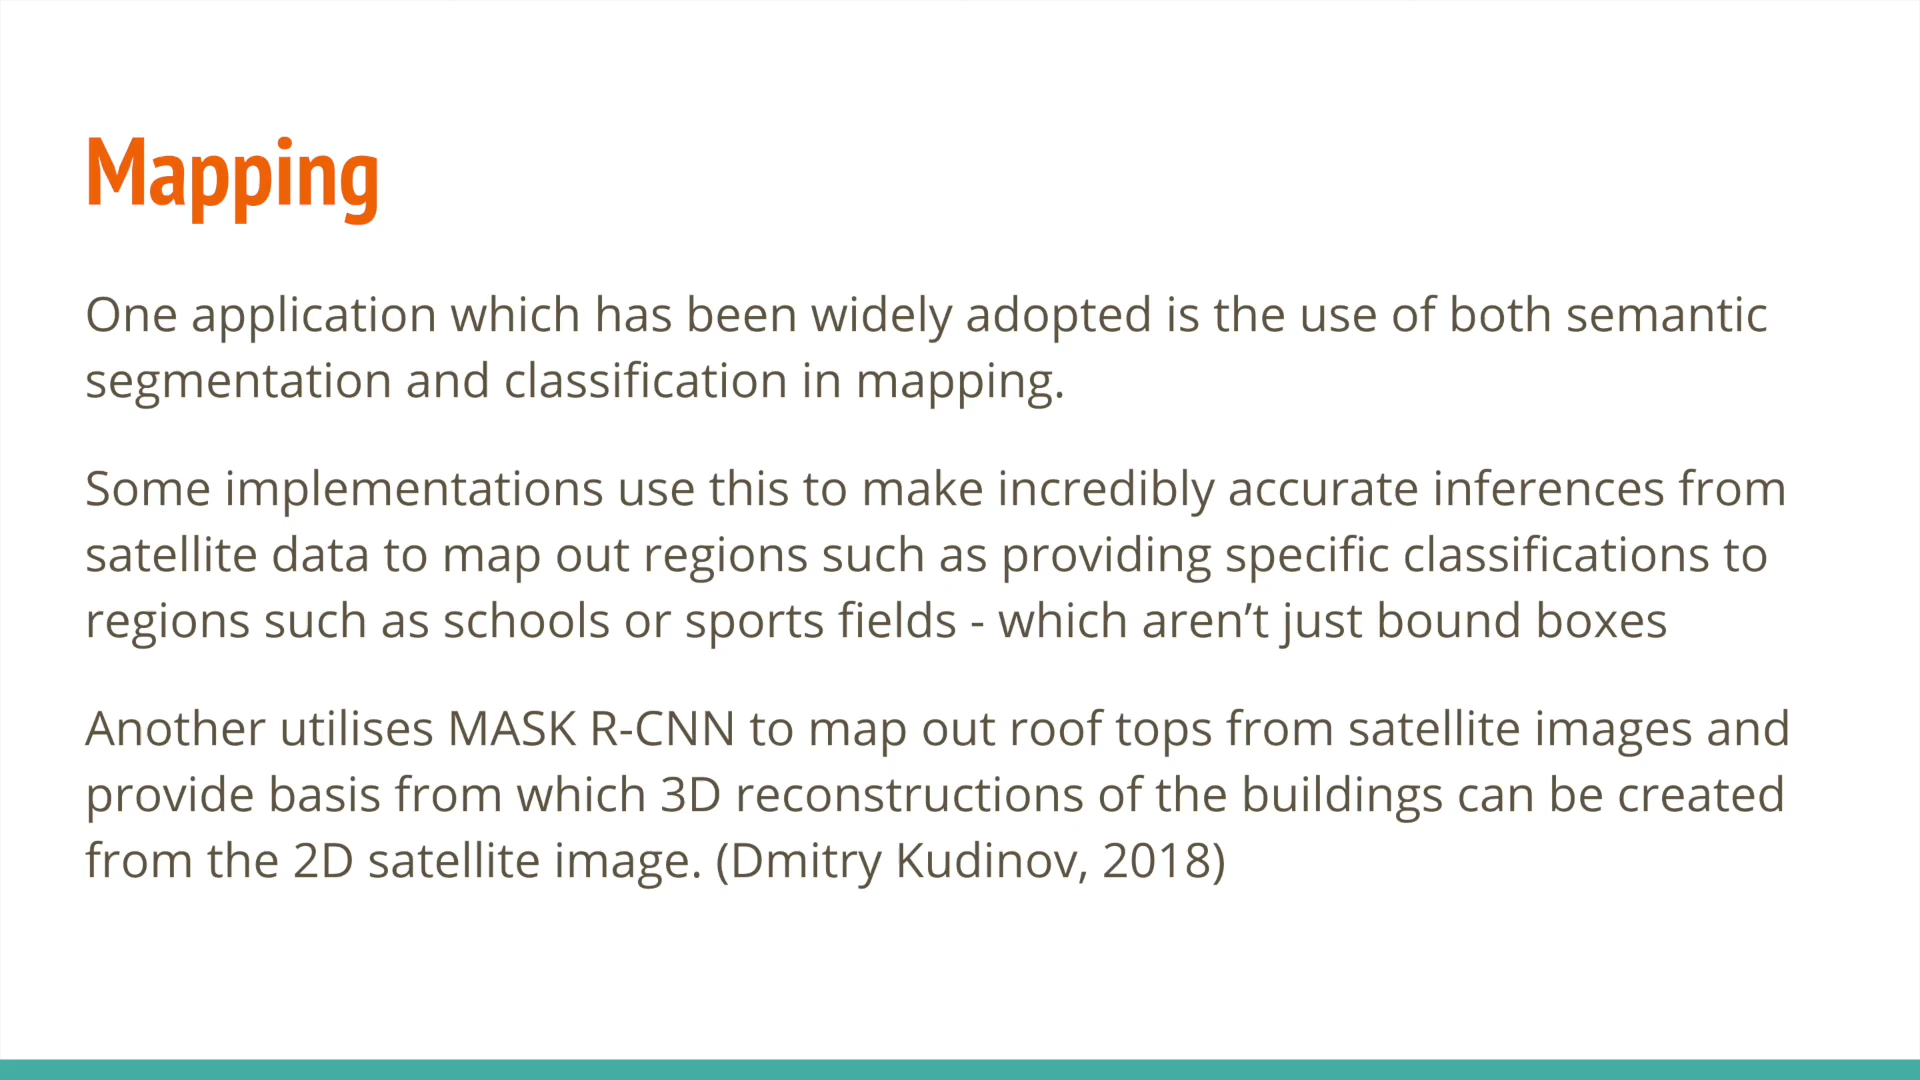 Mapping
One application which has been widely adopted is the use of both semantic
segmentation and classification in mapping.
Some implementations use this to make incredibly accurate inferences from
satellite data to map out regions such as providing specific classifications to
regions such as schools or sports fields - which aren’t just bound boxes
Another utilises MASK R-CNN to map out roof tops from satellite images and
provide basis from which 3D reconstructions of the buildings can be created
from the 2D satellite image. (Dmitry Kudinov, 2018)